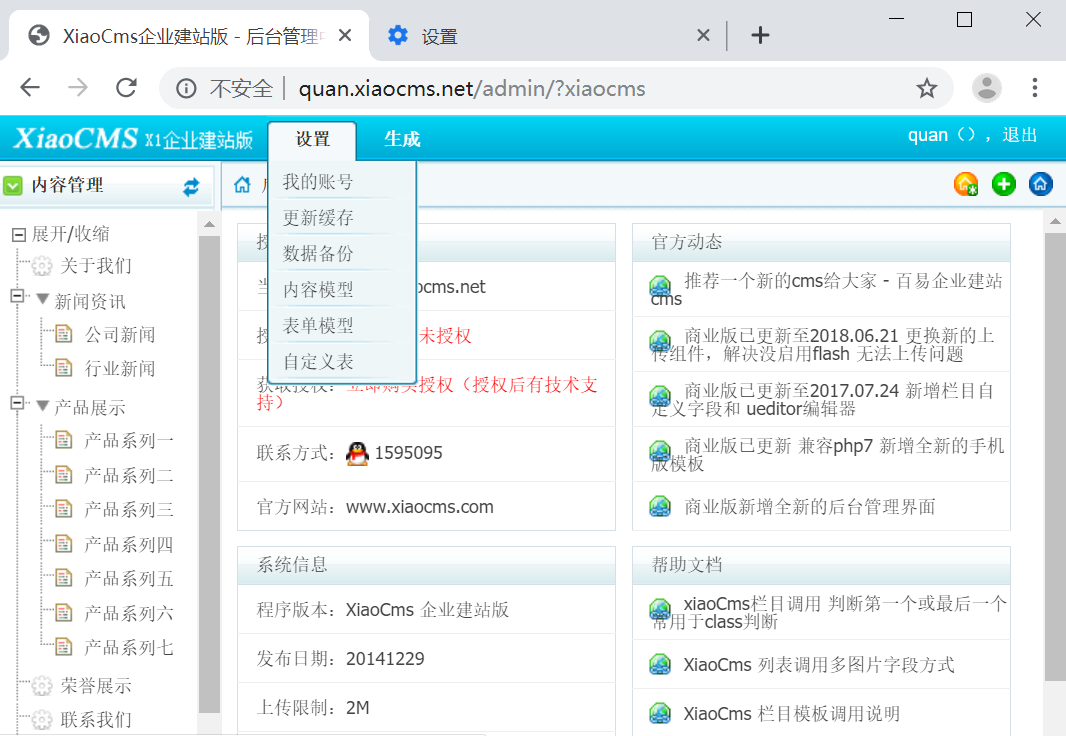 XiaoCms企业建站版 - 后台管理
设置
不安全
quan.xiaocms.net/admin/?xiaocms
XiaoCMS X1企业建站版
设置
生成
quan（），退出
内容管理
我的账号
更新缓存
数据备份
内容模型
表单模型
自定义表
展开/收缩
关于我们
新闻资讯
公司新闻
行业新闻
产品展示
产品系列一
产品系列二
产品系列三
产品系列四
产品系列五
产品系列六
产品系列七
荣誉展示
联系我们
ocms.net
未授权
获取授权：立即购买授权（授权后有技术支
持）
联系方式：1595095
官方网站：www.xiaocms.com
系统信息
程序版本：XiaoCms 企业建站版
发布日期：20141229
上传限制：2M
官方动态
推荐一个新的cms给大家 - 百易企业建站
cms
商业版已更新至2018.06.21 更换新的上
传组件，解决没启用flash 无法上传问题
商业版已更新至2017.07.24 新增栏目自
定义字段和 ueditor编辑器
商业版已更新 兼容php7 新增全新的手机
版模板
商业版新增全新的后台管理界面
帮助文档
xiaoCms栏目调用 判断第一个或最后一个
常用于class判断
XiaoCms 列表调用多图片字段方式
XiaoCms 栏目模板调用说明